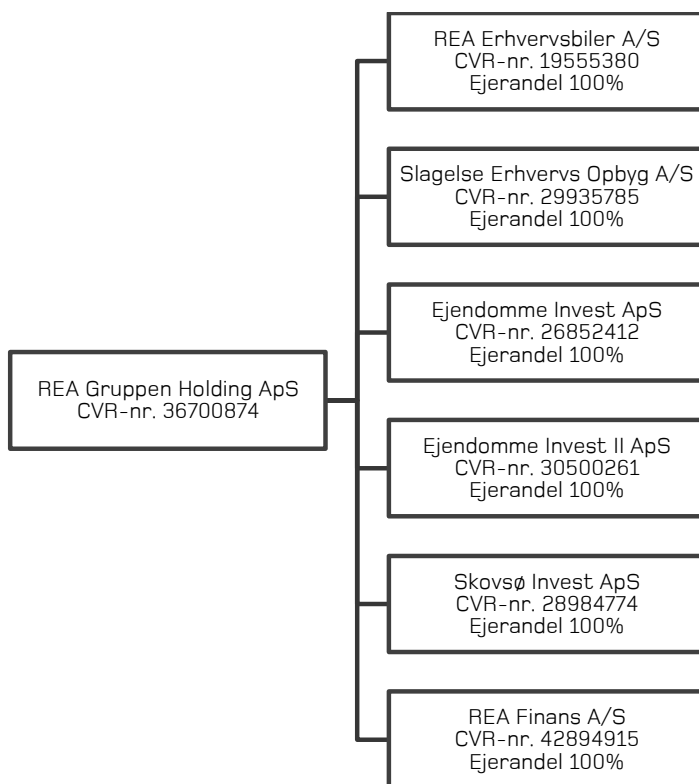 REA Erhvervsbiler A/S
CVR-nr. 19555380
Ejerandel 100%
Slagelse Erhvervs Opbyg A/S
CVR-nr. 29935785
Ejerandel 100%
Ejendomme Invest ApS
CVR-nr. 26852412
Ejerandel 100%
REA Gruppen Holding ApS
CVR-nr. 36700874
Ejendomme Invest II ApS
CVR-nr. 30500261
Ejerandel 100%
Skovsø Invest ApS
CVR-nr. 28984774
Ejerandel 100%
REA Finans A/S
CVR-nr. 42894915
Ejerandel 100%